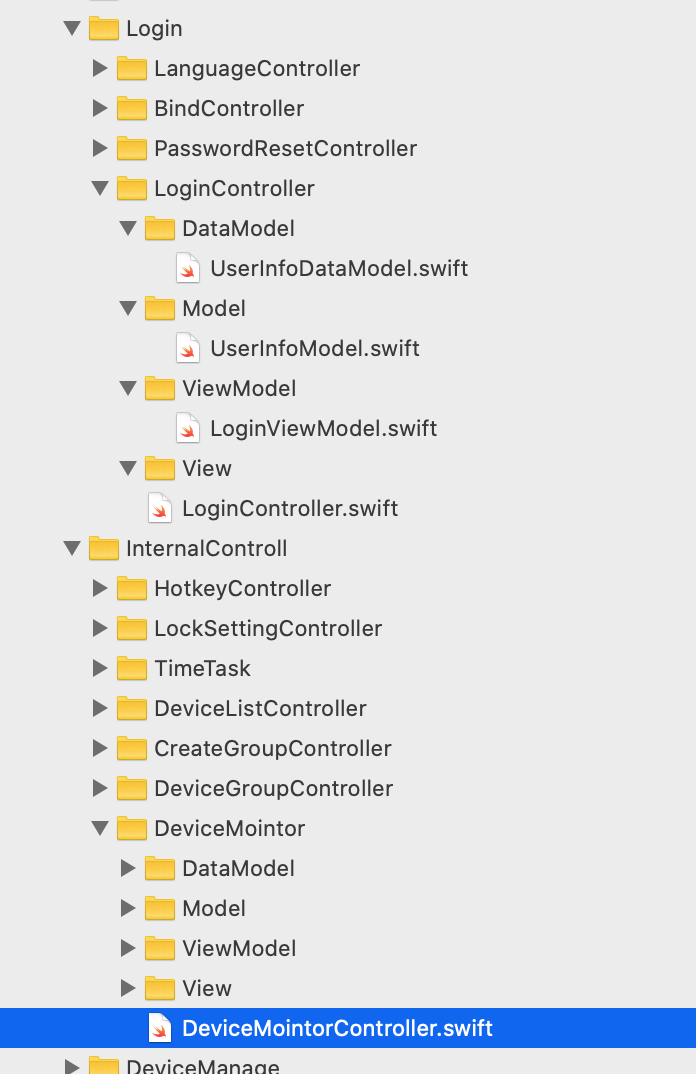 Login
LanguageController
BindController
PasswordResetController
LoginController
DataModel
UserInfoDataModel.swift
Model
UserInfoModel.swift
ViewModel
LoginViewModel.swift
View
LoginController.swift
InternalControll
HotkeyController
LockSettingController
TimeTask
DeviceListController
CreateGroupController
DeviceGroupController
DeviceMointor
DataModel
Model
ViewModel
View
DeviceMointorController.swift
DeviceManage